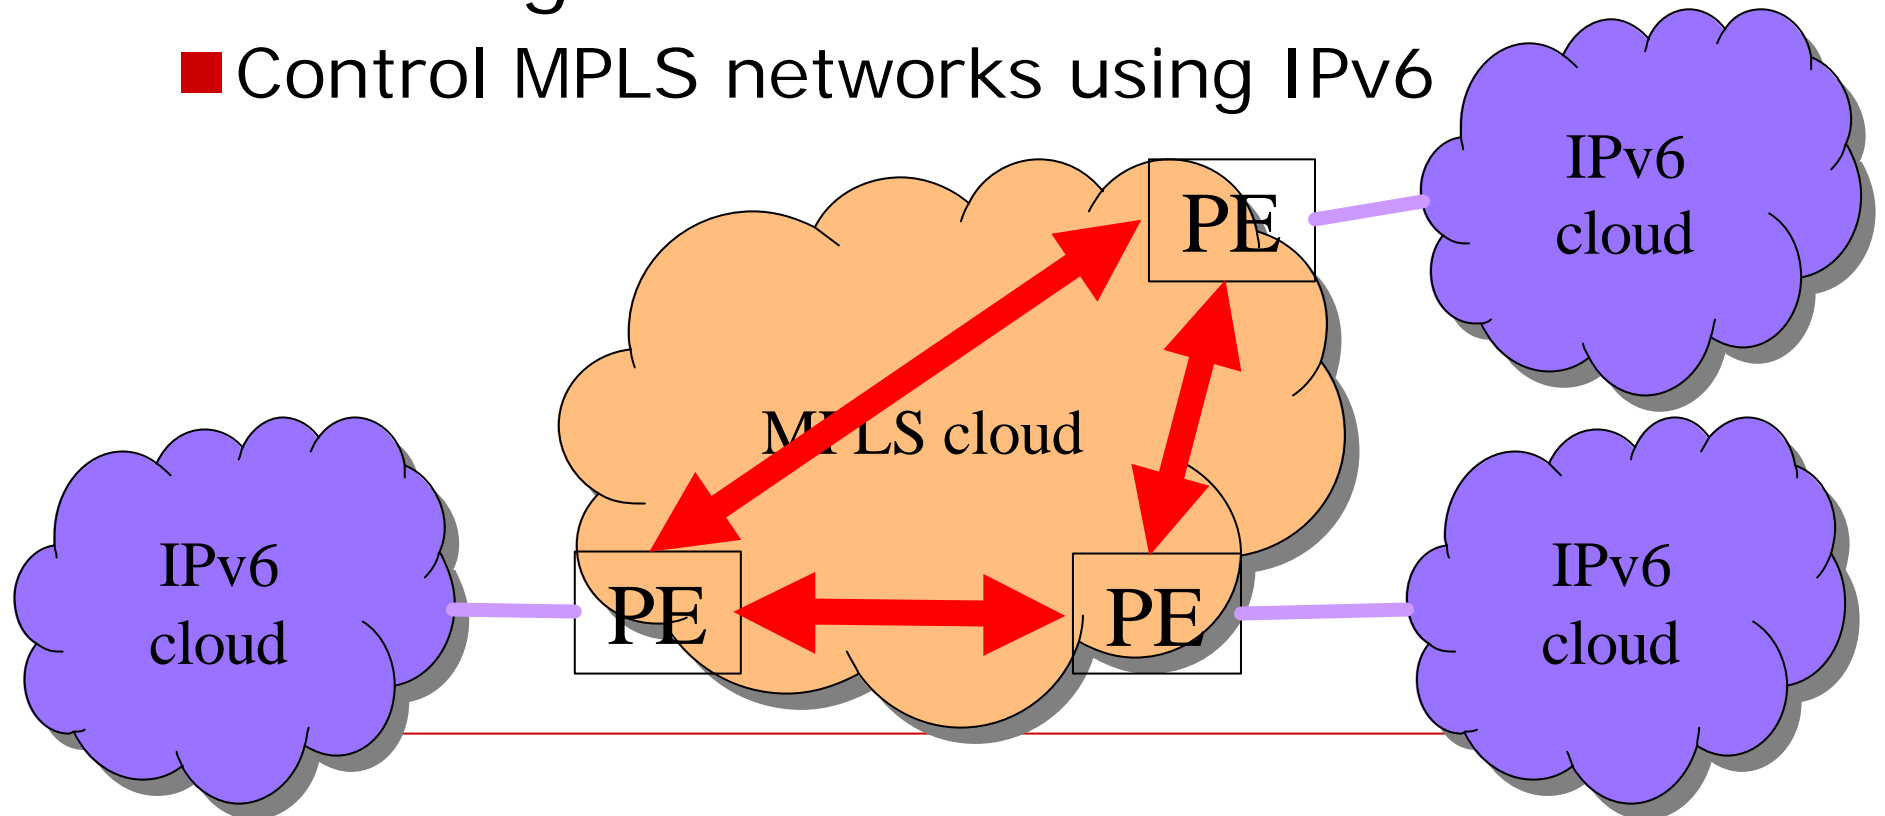 Control MPLS networks using IPv6
IPv6
cloud
PE
MPLS cloud
IPv6
cloud
PE
PE
IPv6
cloud